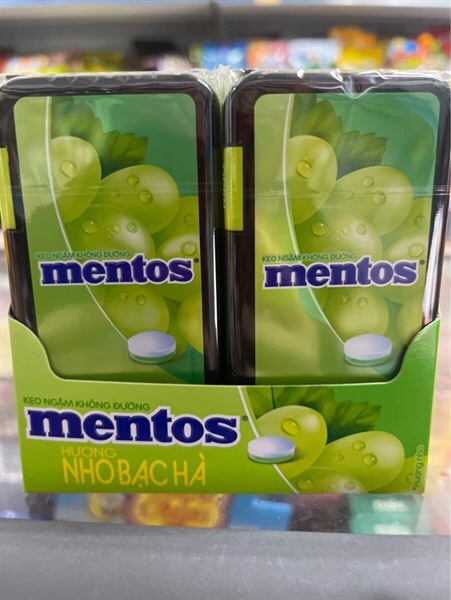 KẸO NGẬM KHÔNG ĐƯỜNG
mentos®
KẸO NGẬM KHÔNG ĐƯỜNG
mentos®
KẸO NGẬM KHÔNG ĐƯỜNG
mentos®
HƯƠNG
NHO BẠC HÀ